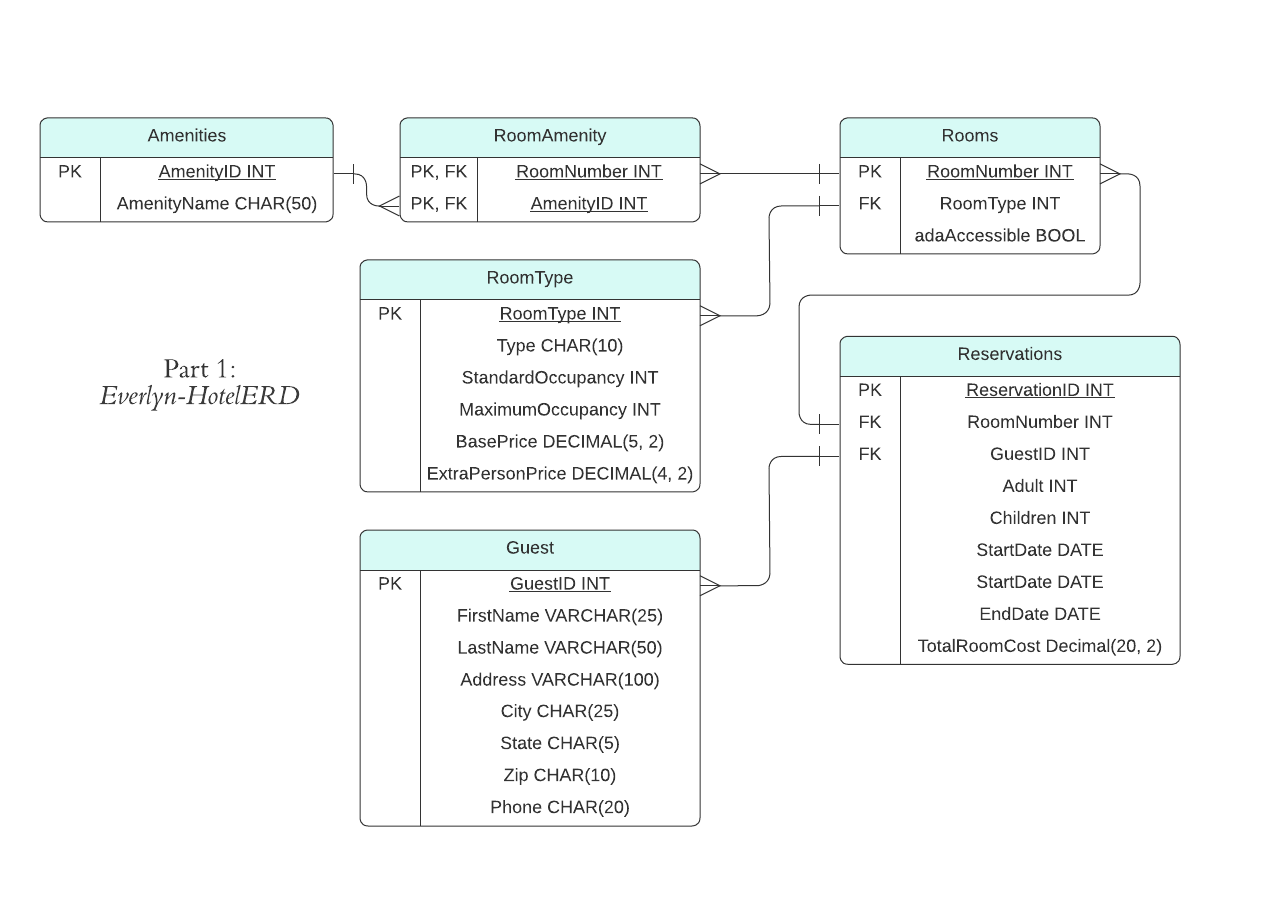 Amenities
PK AmenityID INT
AmenityName CHAR(50)
RoomAmenity
PK, FK RoomNumber INT
PK, FK AmenityID INT
Rooms
PK RoomNumber INT
FK RoomType INT
adaAccessible BOOL
RoomType
PK RoomType INT
Type CHAR(10)
StandardOccupancy INT
MaximumOccupancy INT
BasePrice DECIMAL(5, 2)
ExtraPersonPrice DECIMAL(4, 2)
Part 1:
Everlyn-HotelERD
Reservations
PK ReservationID INT
FK RoomNumber INT
FK GuestID INT
Adult INT
Children INT
StartDate DATE
StartDate DATE
EndDate DATE
TotalRoomCost Decimal(20, 2)
Guest
PK GuestID INT
FirstName VARCHAR(25)
LastName VARCHAR(50)
Address VARCHAR(100)
City CHAR(25)
State CHAR(5)
Zip CHAR(10)
Phone CHAR(20)